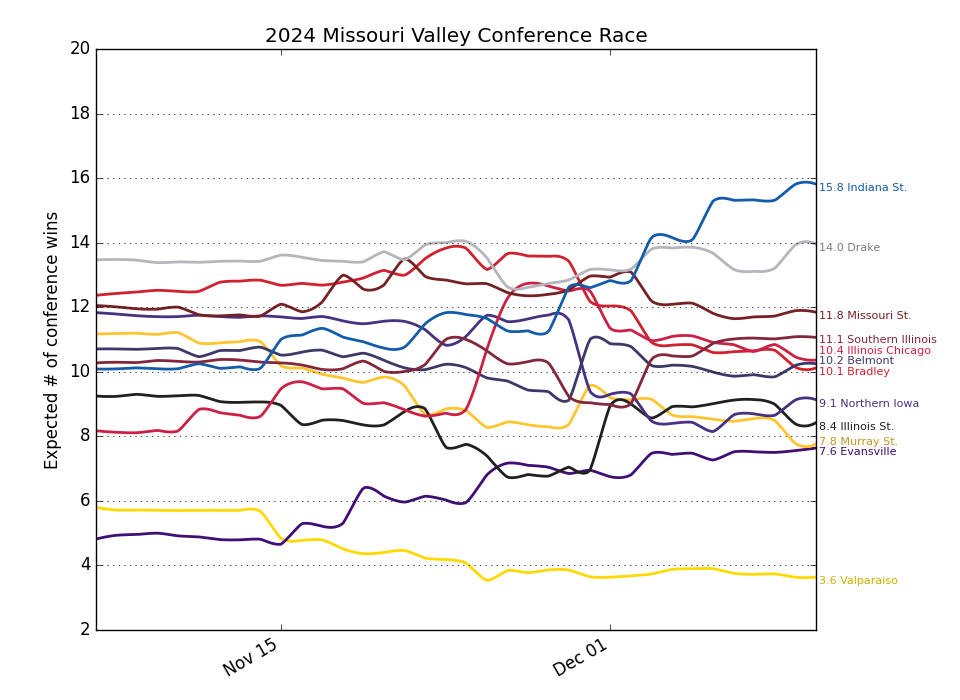 2024 Missouri Valley Conference Race
Expected # of conference wins
20
18
16
14
12
10
8
6
4
2
Nov 15
Dec 01
15.8 Indiana St.
14.0 Drake
11.8 Missouri St.
11.1 Southern Illinois
10.4 Illinois Chicago
10.2 Belmont
10.1 Bradley
9.1 Northern Iowa
8.4 Illinois St.
7.8 Murray St.
7.6 Evansville
3.6 Valparaiso